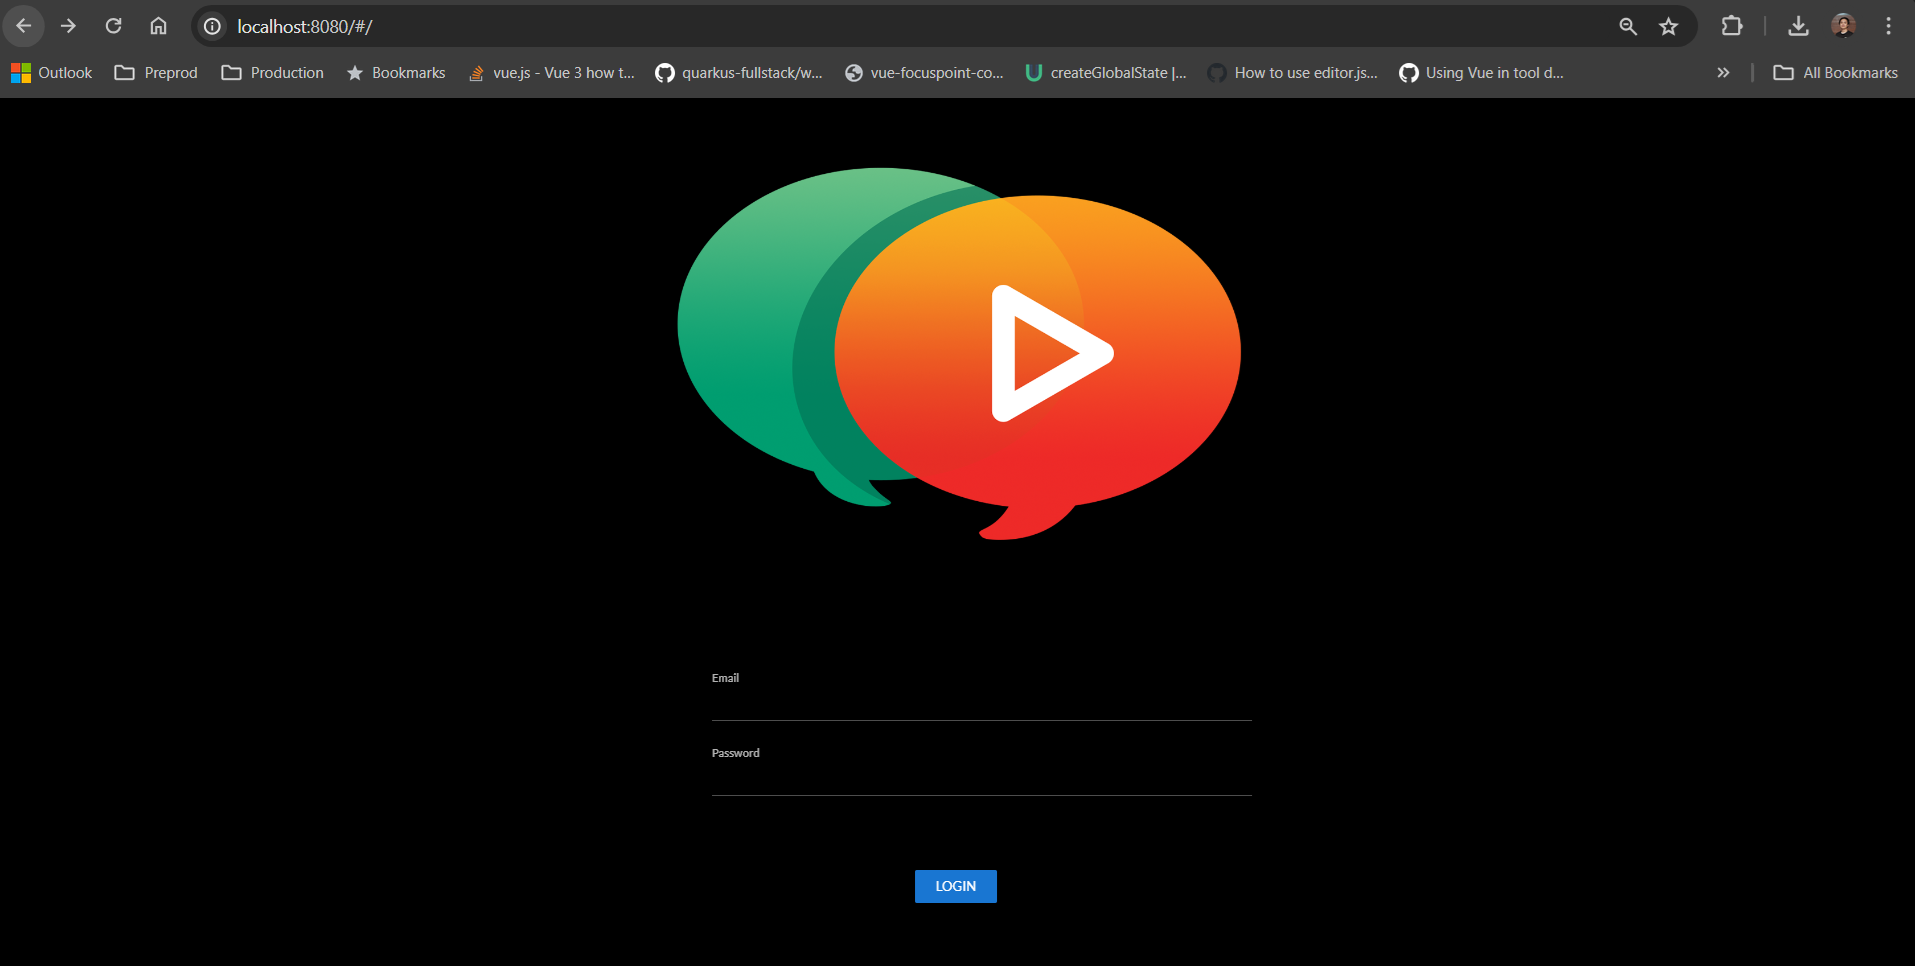 localhost:8080/#/
Outlook Preprod Production Bookmarks vue.js - Vue 3 how t... quarkus-fullstack/w... vue-focuspoint-co... createGlobalState |... How to use editor.js... Using Vue in tool d... All Bookmarks
Email
Password
LOGIN